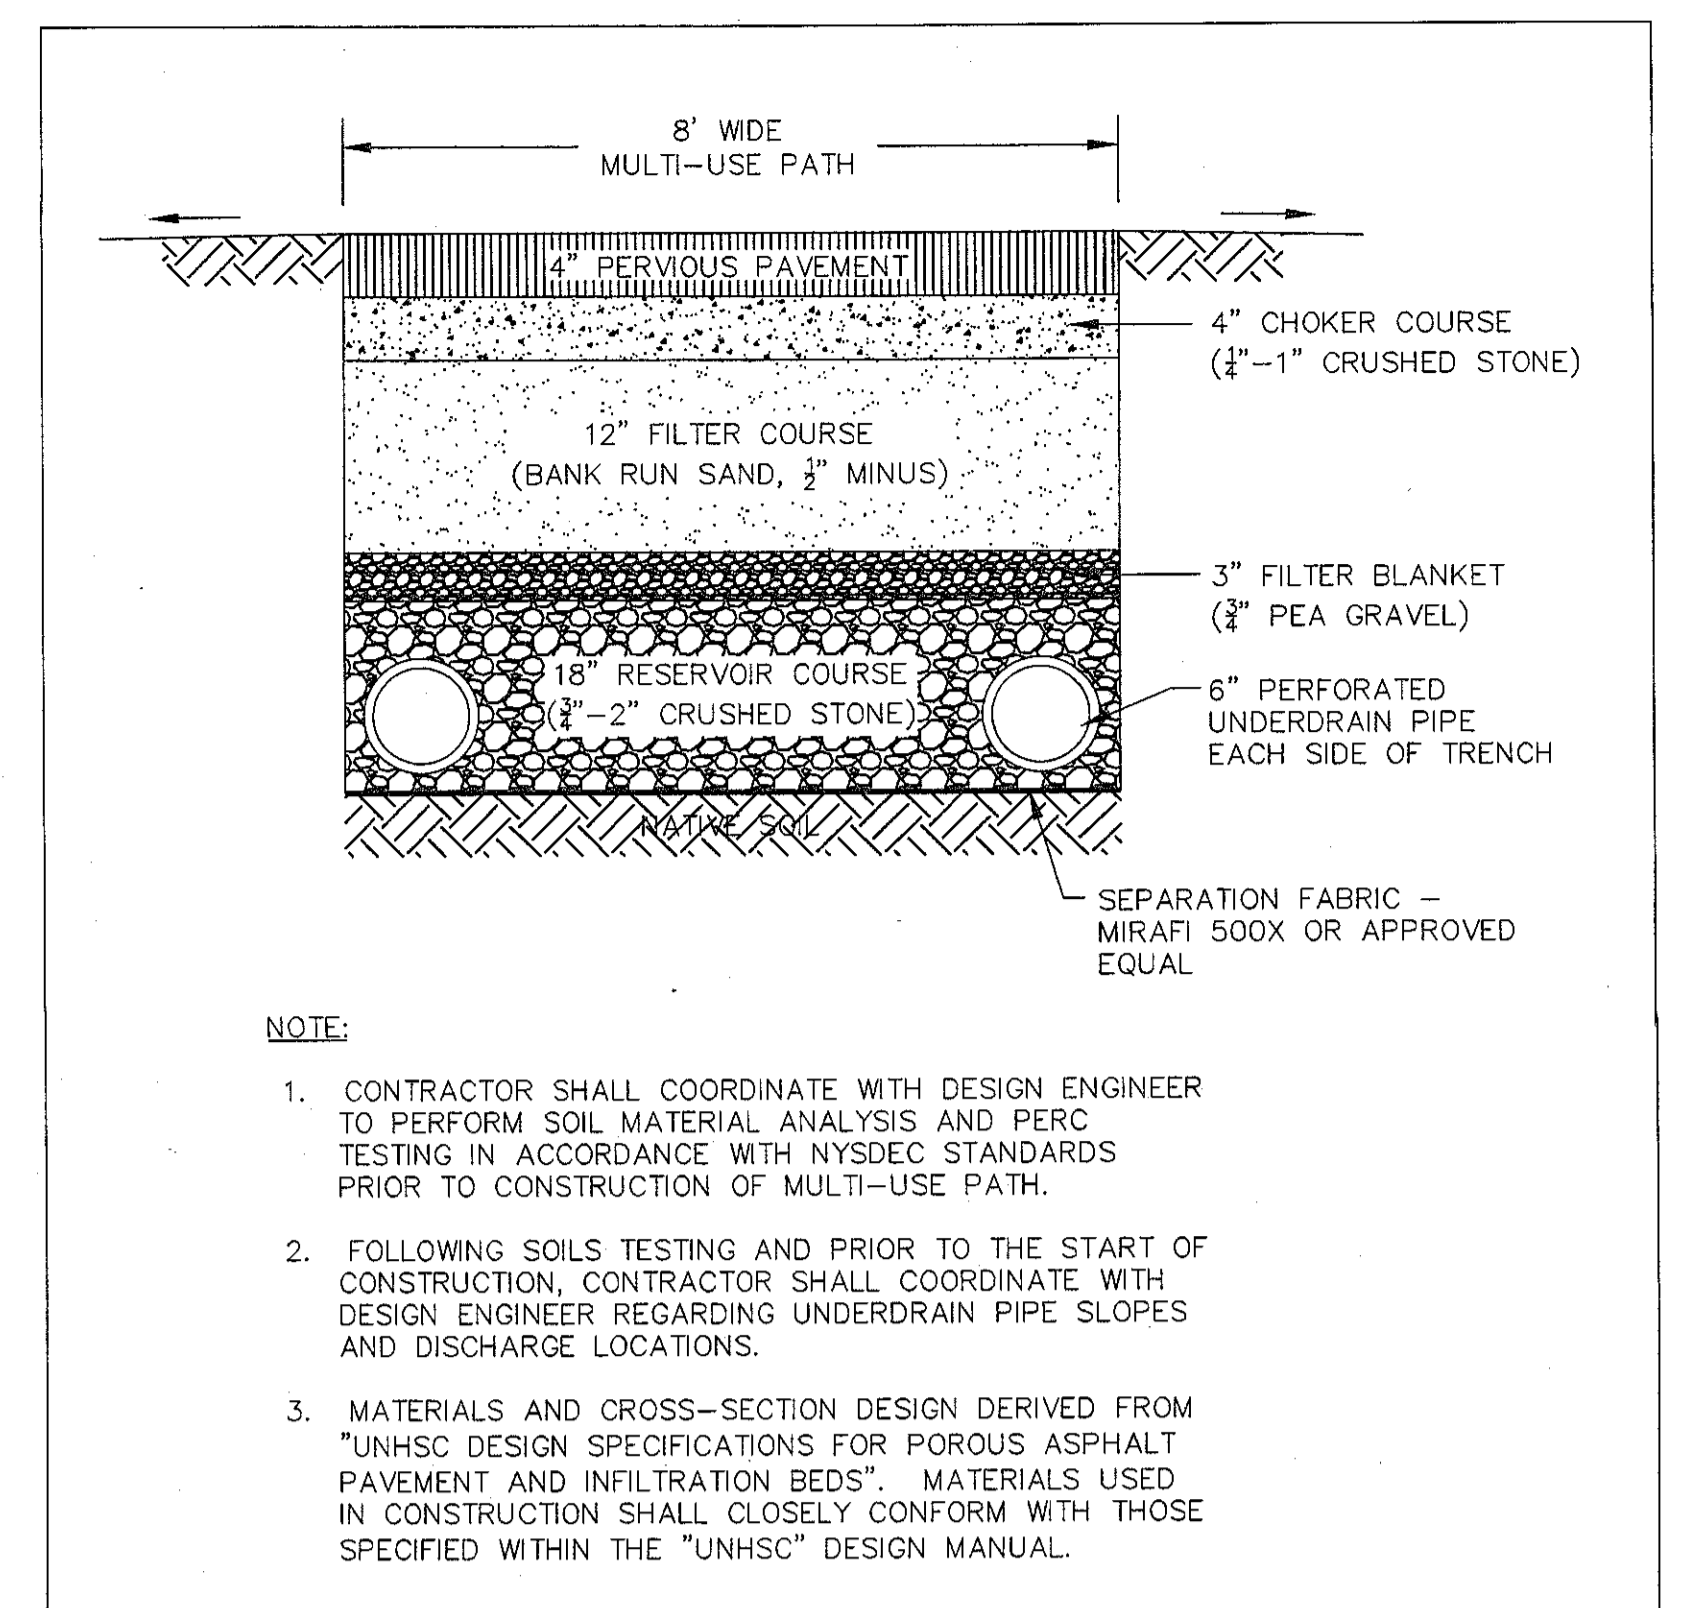 8' WIDE
MULTI-USE PATH
4" PERVIOUS PAVEMENT
4" CHOKER COURSE
(1/4"-1" CRUSHED STONE)
12" FILTER COURSE
(BANK RUN SAND, 1/2" MINUS)
3" FILTER BLANKET
(3/4" PEA GRAVEL)
18" RESERVOIR COURSE
(3/4"-2" CRUSHED STONE)
6" PERFORATED
UNDERDRAIN PIPE
EACH SIDE OF TRENCH
NATIVE SOIL
SEPARATION FABRIC -
MIRAFI 500X OR APPROVED
EQUAL
NOTE:
1. CONTRACTOR SHALL COORDINATE WITH DESIGN ENGINEER
TO PERFORM SOIL MATERIAL ANALYSIS AND PERC
TESTING IN ACCORDANCE WITH NYSDEC STANDARDS
PRIOR TO CONSTRUCTION OF MULTI-USE PATH.
2. FOLLOWING SOILS TESTING AND PRIOR TO THE START OF
CONSTRUCTION, CONTRACTOR SHALL COORDINATE WITH
DESIGN ENGINEER REGARDING UNDERDRAIN PIPE SLOPES
AND DISCHARGE LOCATIONS.
3. MATERIALS AND CROSS-SECTION DESIGN DERIVED FROM
"UNHSC DESIGN SPECIFICATIONS FOR POROUS ASPHALT
PAVEMENT AND INFILTRATION BEDS". MATERIALS USED
IN CONSTRUCTION SHALL CLOSELY CONFORM WITH THOSE
SPECIFIED WITHIN THE "UNHSC" DESIGN MANUAL.